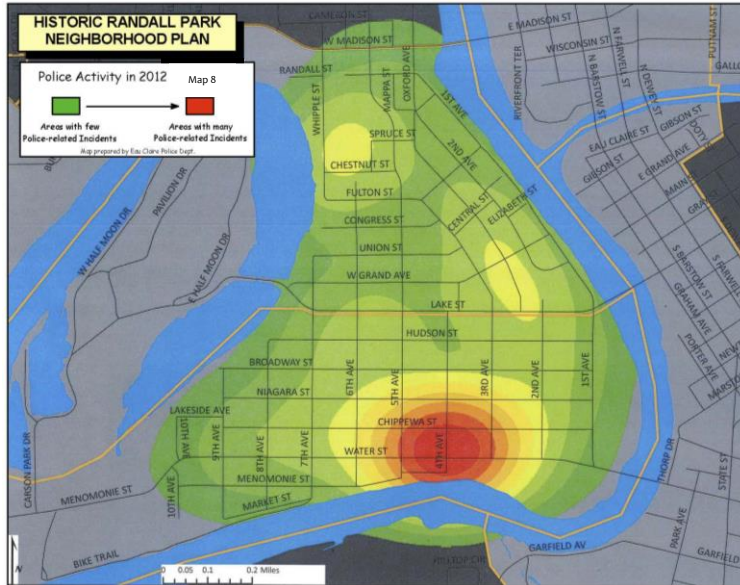 HISTORIC RANDALL PARK
NEIGHBORHOOD PLAN
Police Activity in 2012
Map 8
Areas with few
Police-related Incidents
Areas with many
Police-related Incidents
Map prepared by Eau Claire Police Dept.
CAMERON ST
W MADISON ST
E MADISON ST
WISCONSIN ST
PUTNAM ST
RANDALL ST
WHIPPLE ST
MAPPA ST
OXFORD AVE
1ST AVE
2ND AVE
RIVERFRONT TER
N BARSTOW ST
N FARWELL ST
N DEWEY ST
SPRUCE ST
CHESTNUT ST
FULTON ST
CONGRESS ST
UNION ST
W GRAND AVE
CENTRAL ST
ELIZABETH ST
EAU CLAIRE ST
GIBSON ST
GIBSON ST
E GRAND AVE
MAIN ST
PAVILION DR
W HALF MOON DR
E HALF MOON DR
LAKE ST
HUDSON ST
BROADWAY ST
NIAGARA ST
LAKESIDE AVE
CHIPPEWA ST
WATER ST
MENOMONIE ST
MENOMONIE ST
MARKET ST
10TH AVE
10TH AVE
9TH AVE
8TH AVE
7TH AVE
6TH AVE
5TH AVE
4TH AVE
3RD AVE
2ND AVE
1ST AVE
S BARSTOW ST
GRAHAM AVE
PORTER AVE
CARSON PARK DR
BIKE TRAIL
THORP DR
STATE ST
PARK AVE
GARFIELD AV
GARFIELD
N
0 0.05 0.1 0.2 Miles